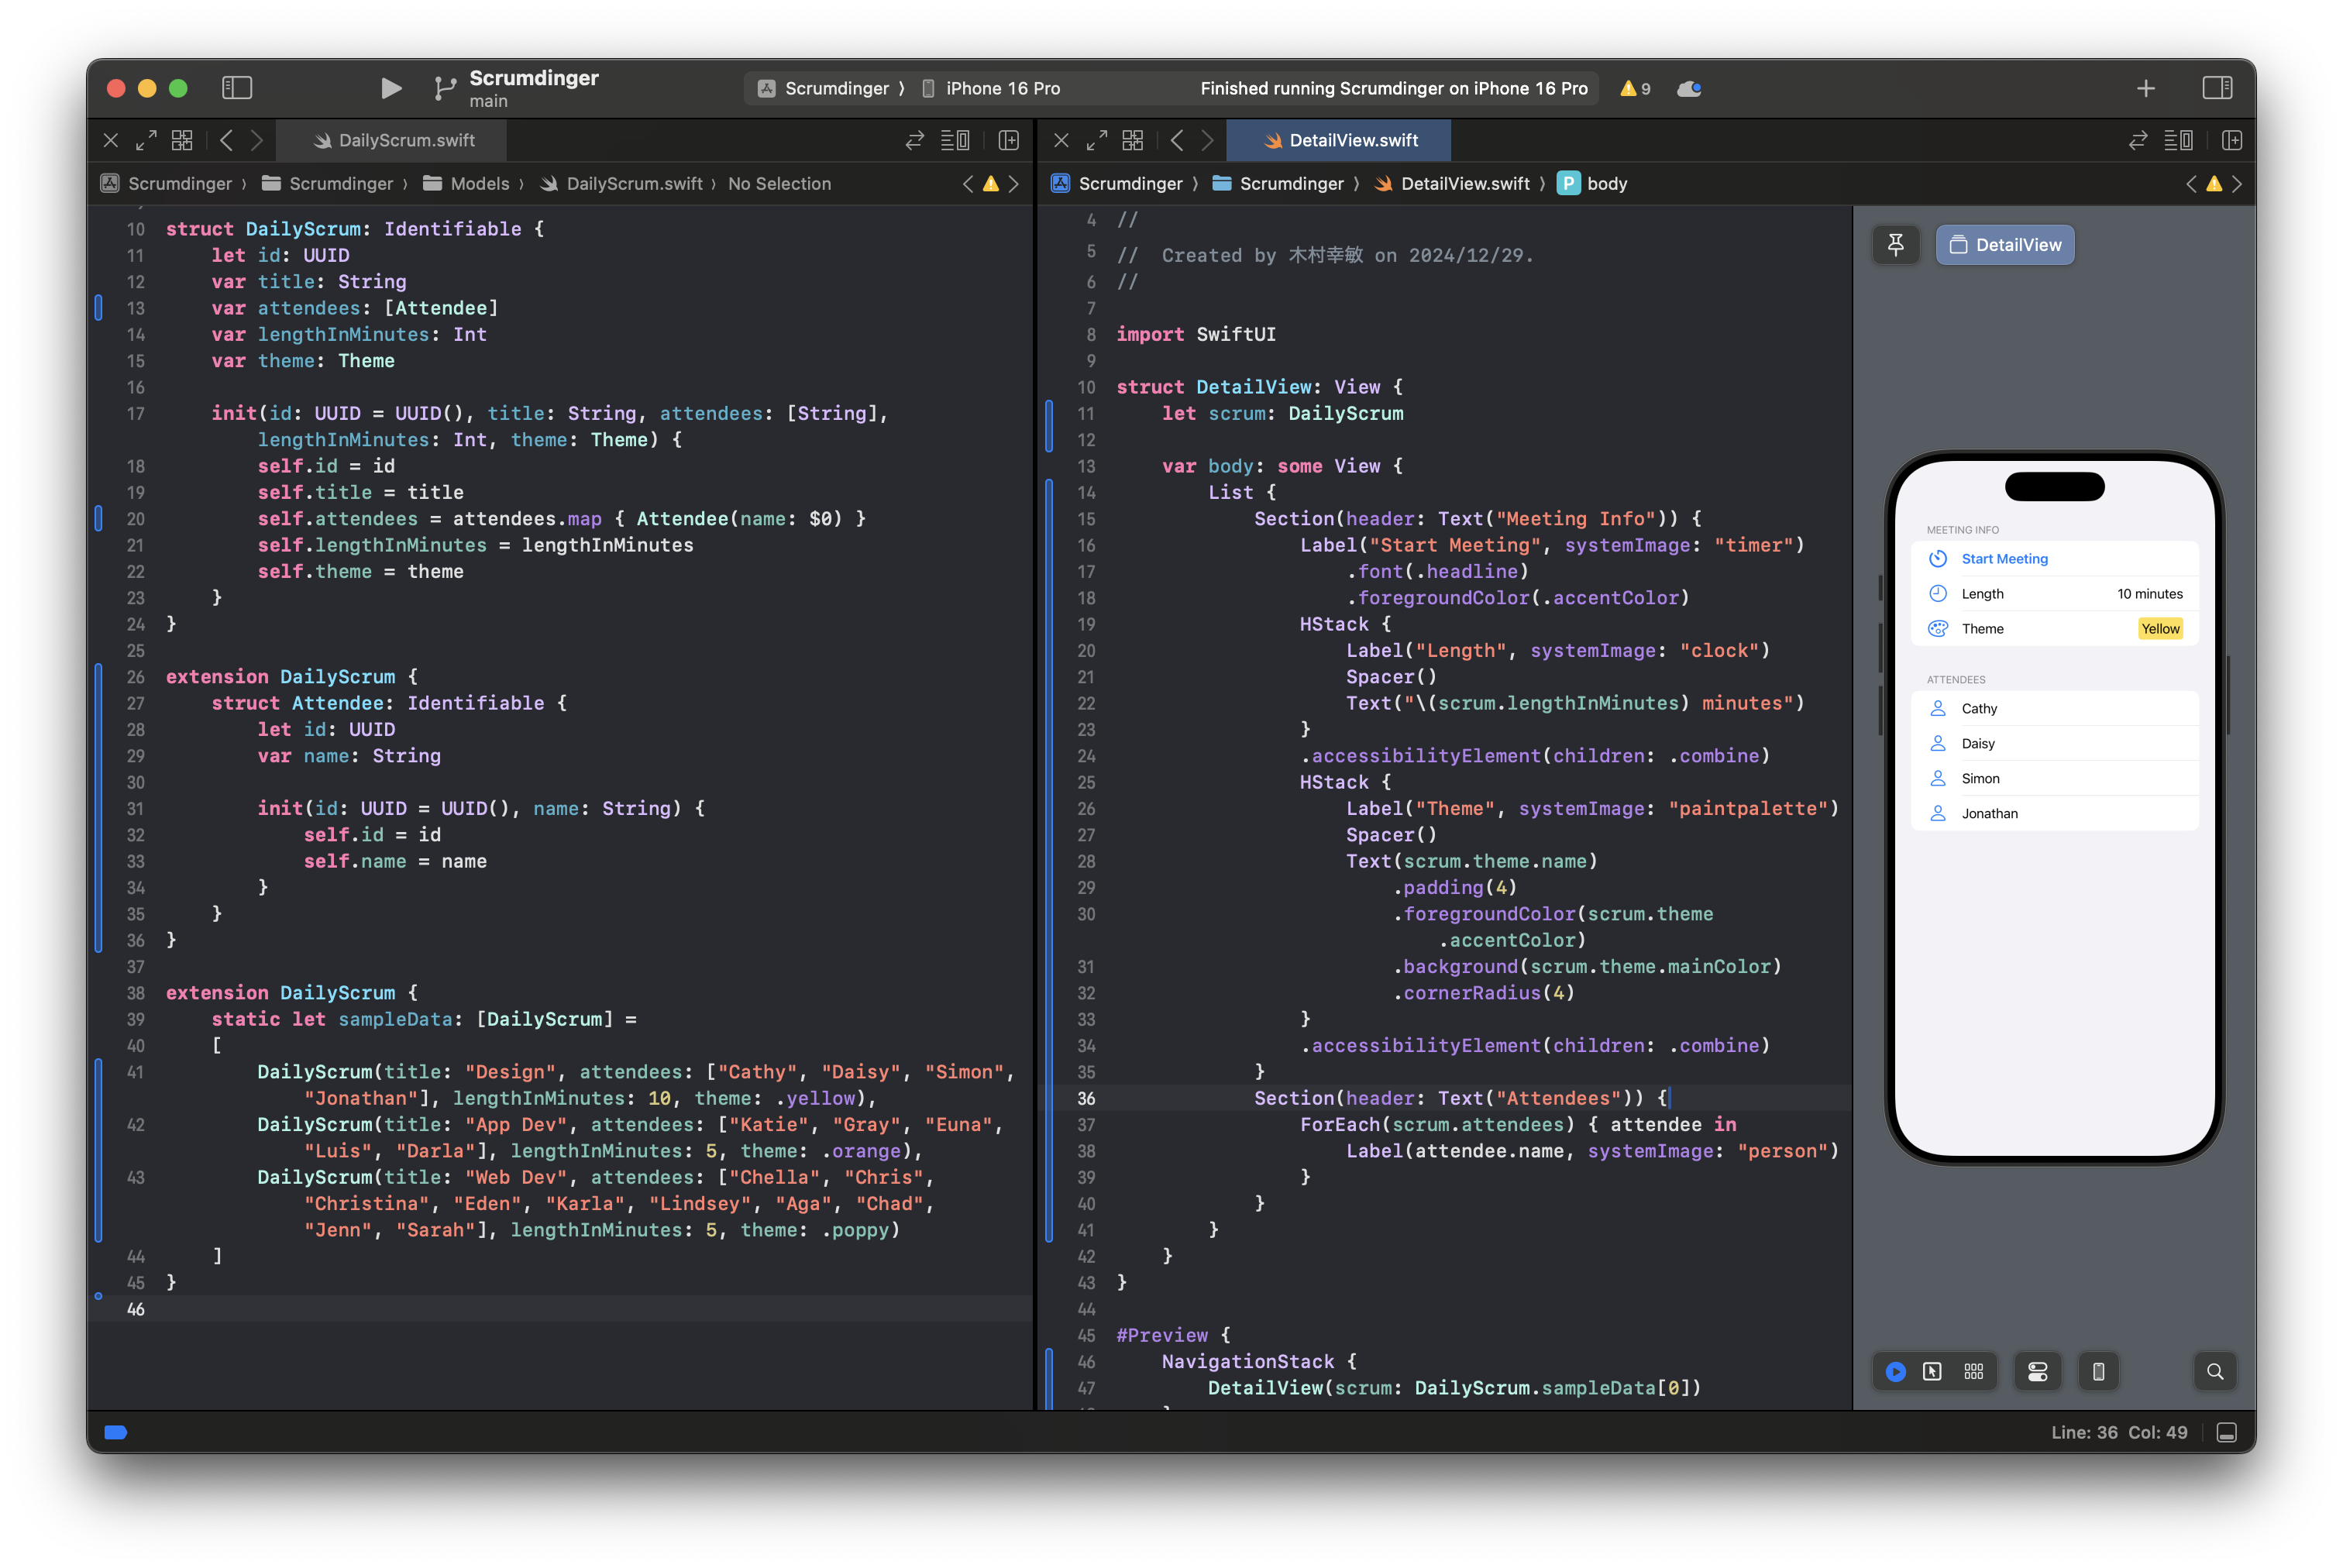 Scrumdinger
main
Scrumdinger 〉 iPhone 16 Pro
Finished running Scrumdinger on iPhone 16 Pro
9
DailyScrum.swift
Scrumdinger 〉 Scrumdinger 〉 Models 〉 DailyScrum.swift 〉 No Selection
10 struct DailyScrum: Identifiable {
11     let id: UUID
12     var title: String
13     var attendees: [Attendee]
14     var lengthInMinutes: Int
15     var theme: Theme
16
17     init(id: UUID = UUID(), title: String, attendees: [String],
        lengthInMinutes: Int, theme: Theme) {
18         self.id = id
19         self.title = title
20         self.attendees = attendees.map { Attendee(name: $0) }
21         self.lengthInMinutes = lengthInMinutes
22         self.theme = theme
23     }
24 }
25
26 extension DailyScrum {
27     struct Attendee: Identifiable {
28         let id: UUID
29         var name: String
30
31         init(id: UUID = UUID(), name: String) {
32             self.id = id
33             self.name = name
34         }
35     }
36 }
37
38 extension DailyScrum {
39     static let sampleData: [DailyScrum] =
40     [
41         DailyScrum(title: "Design", attendees: ["Cathy", "Daisy", "Simon",
            "Jonathan"], lengthInMinutes: 10, theme: .yellow),
42         DailyScrum(title: "App Dev", attendees: ["Katie", "Gray", "Euna",
            "Luis", "Darla"], lengthInMinutes: 5, theme: .orange),
43         DailyScrum(title: "Web Dev", attendees: ["Chella", "Chris",
            "Christina", "Eden", "Karla", "Lindsey", "Aga", "Chad",
            "Jenn", "Sarah"], lengthInMinutes: 5, theme: .poppy)
44     ]
45 }
46
DetailView.swift
Scrumdinger 〉 Scrumdinger 〉 DetailView.swift 〉 P body
4 //
5 //  Created by 木村幸敏 on 2024/12/29.
6 //
7
8 import SwiftUI
9
10 struct DetailView: View {
11     let scrum: DailyScrum
12
13     var body: some View {
14         List {
15             Section(header: Text("Meeting Info")) {
16                 Label("Start Meeting", systemImage: "timer")
17                     .font(.headline)
18                     .foregroundColor(.accentColor)
19                 HStack {
20                     Label("Length", systemImage: "clock")
21                     Spacer()
22                     Text("\(scrum.lengthInMinutes) minutes")
23                 }
24                 .accessibilityElement(children: .combine)
25                 HStack {
26                     Label("Theme", systemImage: "paintpalette")
27                     Spacer()
28                     Text(scrum.theme.name)
29                         .padding(4)
30                         .foregroundColor(scrum.theme
                            .accentColor)
31                         .background(scrum.theme.mainColor)
32                         .cornerRadius(4)
33                 }
34                 .accessibilityElement(children: .combine)
35             }
36             Section(header: Text("Attendees")) {
37                 ForEach(scrum.attendees) { attendee in
38                     Label(attendee.name, systemImage: "person")
39                 }
40             }
41         }
42     }
43 }
44
45 #Preview {
46     NavigationStack {
47         DetailView(scrum: DailyScrum.sampleData[0])
DetailView
MEETING INFO
Start Meeting
Length 10 minutes
Theme Yellow
ATTENDEES
Cathy
Daisy
Simon
Jonathan
Line: 36 Col: 49